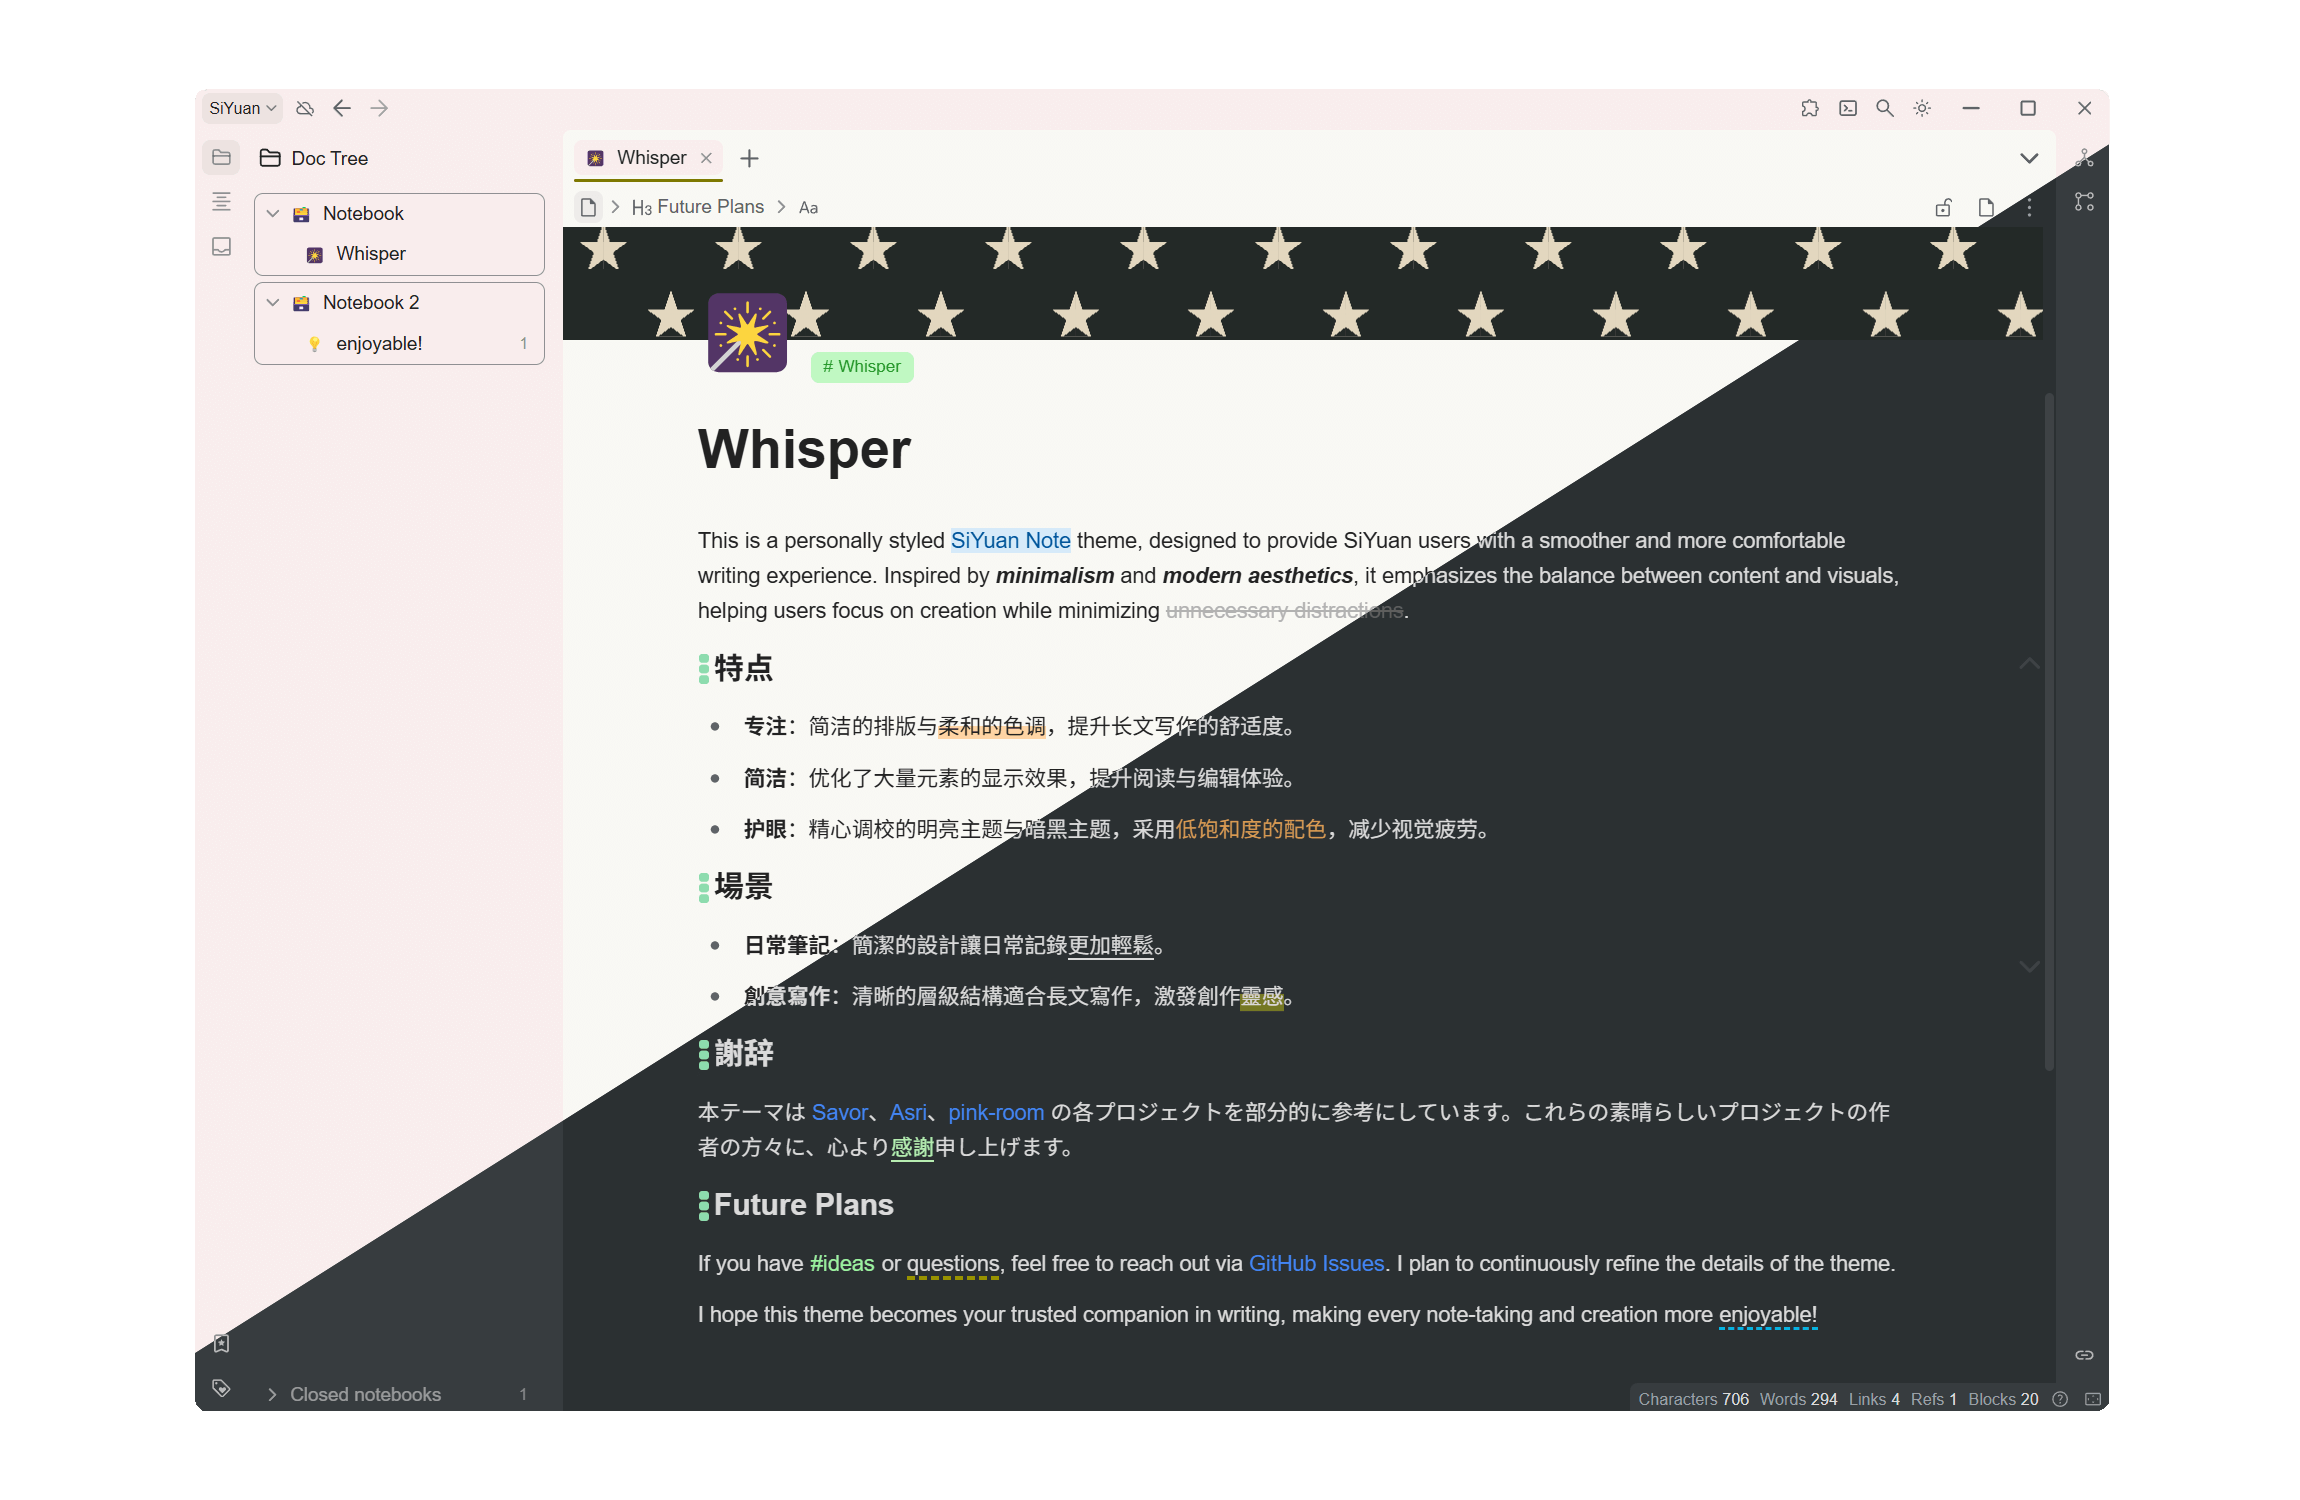 SiYuan
Doc Tree
Notebook
Whisper
Notebook 2
enjoyable! 1
Closed notebooks 1
Whisper
H3 Future Plans
Aa
# Whisper
Whisper
This is a personally styled SiYuan Note theme, designed to provide SiYuan users with a smoother and more comfortable
writing experience. Inspired by minimalism and modern aesthetics, it emphasizes the balance between content and visuals,
helping users focus on creation while minimizing unnecessary distractions.
特点
专注：简洁的排版与柔和的色调，提升长文写作的舒适度。
简洁：优化了大量元素的显示效果，提升阅读与编辑体验。
护眼：精心调校的明亮主题与暗黑主题，采用低饱和度的配色，减少视觉疲劳。
場景
日常筆記：簡潔的設計讓日常記錄更加輕鬆。
創意寫作：清晰的層級結構適合長文寫作，激發創作靈感。
謝辞
本テーマは Savor、Asri、pink-room の各プロジェクトを部分的に参考にしています。これらの素晴らしいプロジェクトの作
者の方々に、心より感謝申し上げます。
Future Plans
If you have #ideas or questions, feel free to reach out via GitHub Issues. I plan to continuously refine the details of the theme.
I hope this theme becomes your trusted companion in writing, making every note-taking and creation more enjoyable!
Characters 706 Words 294 Links 4 Refs 1 Blocks 20